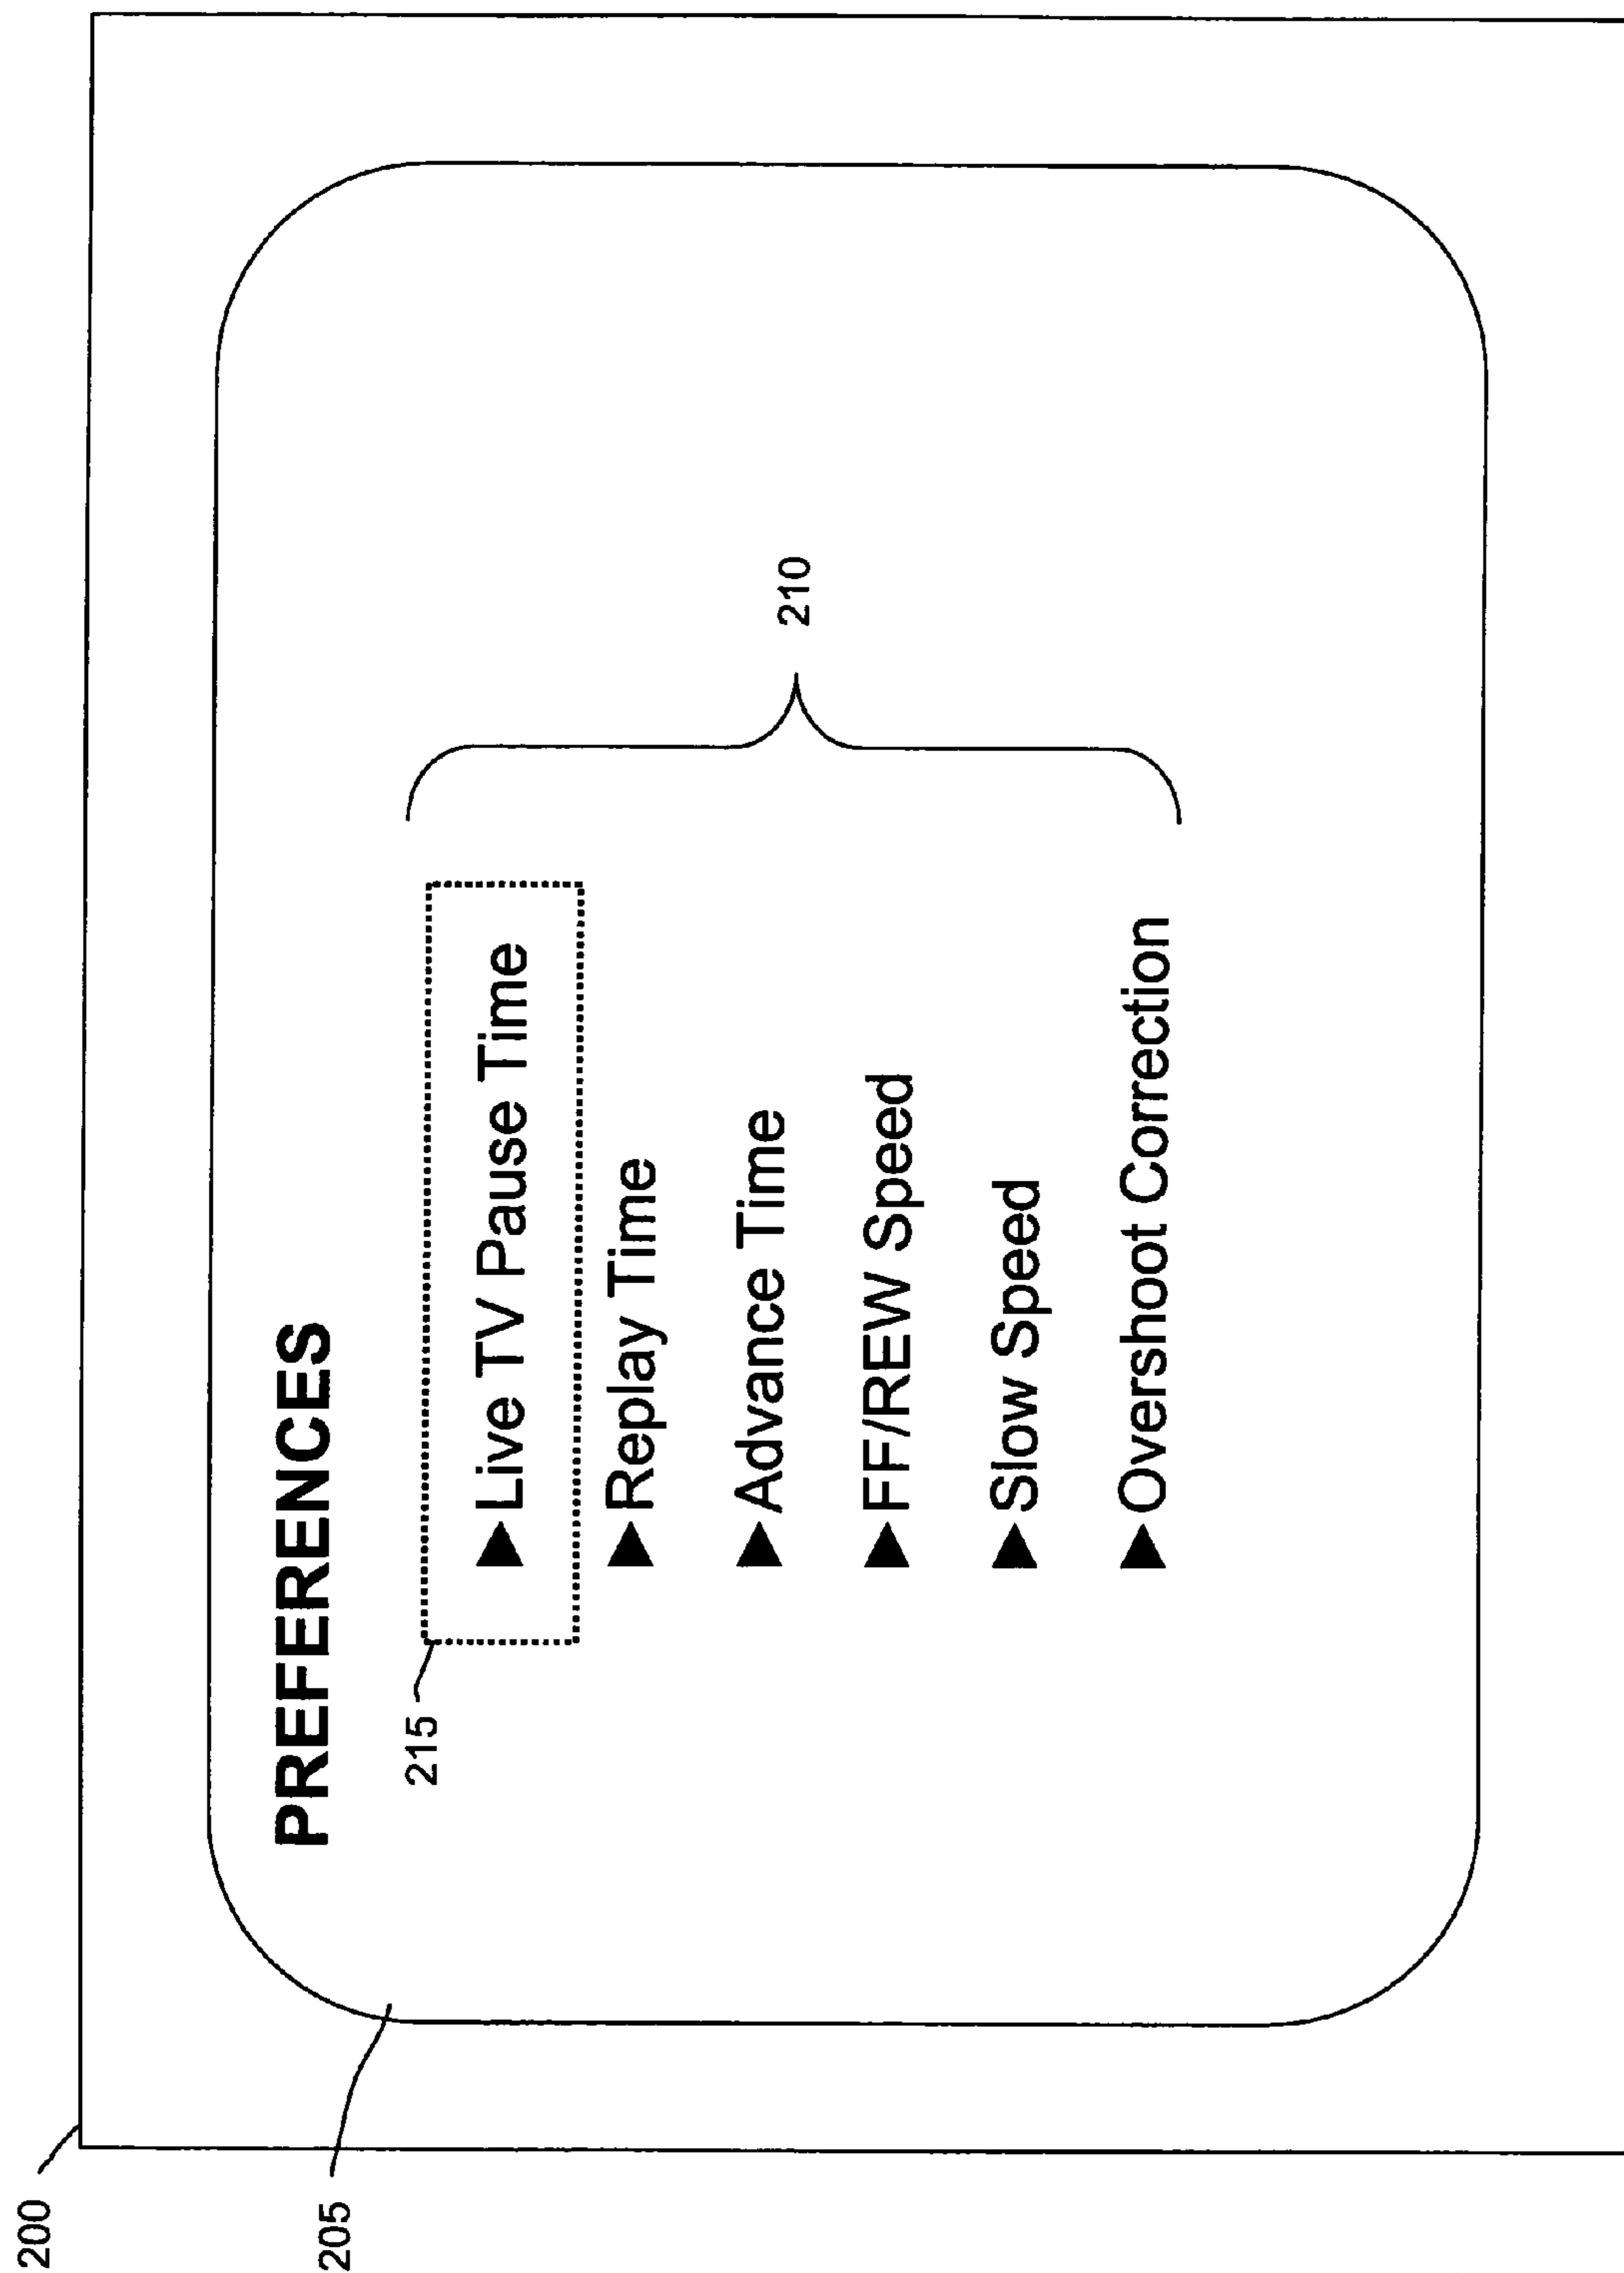 200
205
PREFERENCES
215
▶Live TV Pause Time
▶Replay Time
▶Advance Time
▶FF/REW Speed
▶Slow Speed
▶Overshoot Correction
210